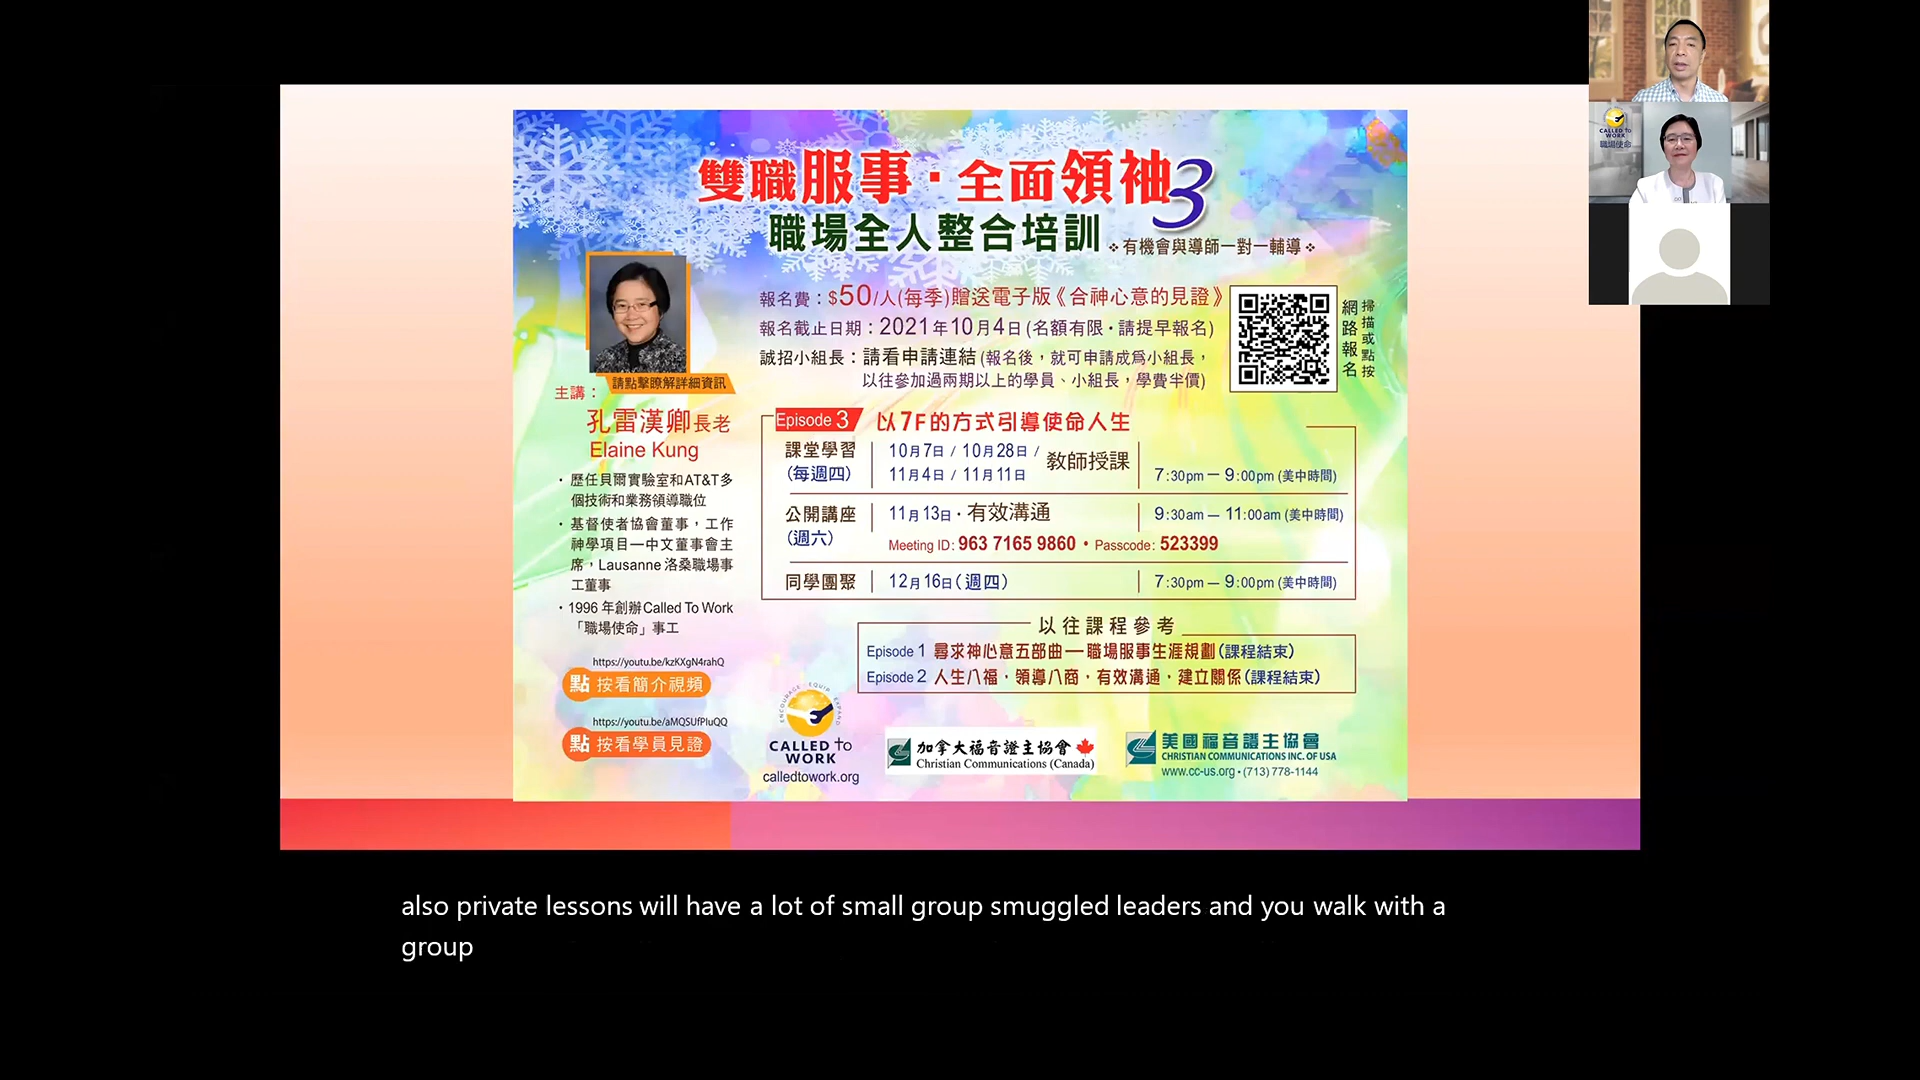 雙職服事·全面領袖3
職場全人整合培訓 有機會與導師一對一輔導
報名費：$50/人(每季)贈送電子版《合神心意的見證》
報名截止日期：2021年10月4日(名額有限·請提早報名)
誠招小組長：請看申請連結(報名後，就可申請成為小組長，
以往參加過兩期以上的學員、小組長，學費半價)
掃描或點按
網路報名
請點擊瞭解詳細資訊
主講：
孔雷漢卿長老
Elaine Kung
· 歷任貝爾實驗室和AT&T多
個技術和業務領導職位
· 基督使者協會董事，工作
神學項目—中文董事會主
席，Lausanne 洛桑職場事
工董事
· 1996 年創辦Called To Work
「職場使命」事工
https://youtu.be/kzKXgN4rahQ
點 按看簡介視頻
https://youtu.be/aMQSUfPluQQ
點 按看學員見證
Episode 3 以7F的方式引導使命人生
課堂學習 10月7日 / 10月28日 /
(每週四) 11月4日 / 11月11日 教師授課 7:30pm — 9:00pm (美中時間)
公開講座 11月13日·有效溝通 9:30am — 11:00am (美中時間)
(週六) Meeting ID: 963 7165 9860 • Passcode: 523399
同學團聚 12月16日(週四) 7:30pm — 9:00pm (美中時間)
以往課程參考
Episode 1 尋求神心意五部曲—職場服事生涯規劃(課程結束)
Episode 2 人生八福·領導八商·有效溝通·建立關係(課程結束)
ENCOURAGE EQUIP EXPAND
CALLED TO
WORK
calledtowork.org
加拿大福音證主協會
Christian Communications (Canada)
美國福音證主協會
CHRISTIAN COMMUNICATIONS INC. OF USA
www.cc-us.org • (713) 778-1144
CALLED TO
WORK
職場使命
also private lessons will have a lot of small group smuggled leaders and you walk with a
group